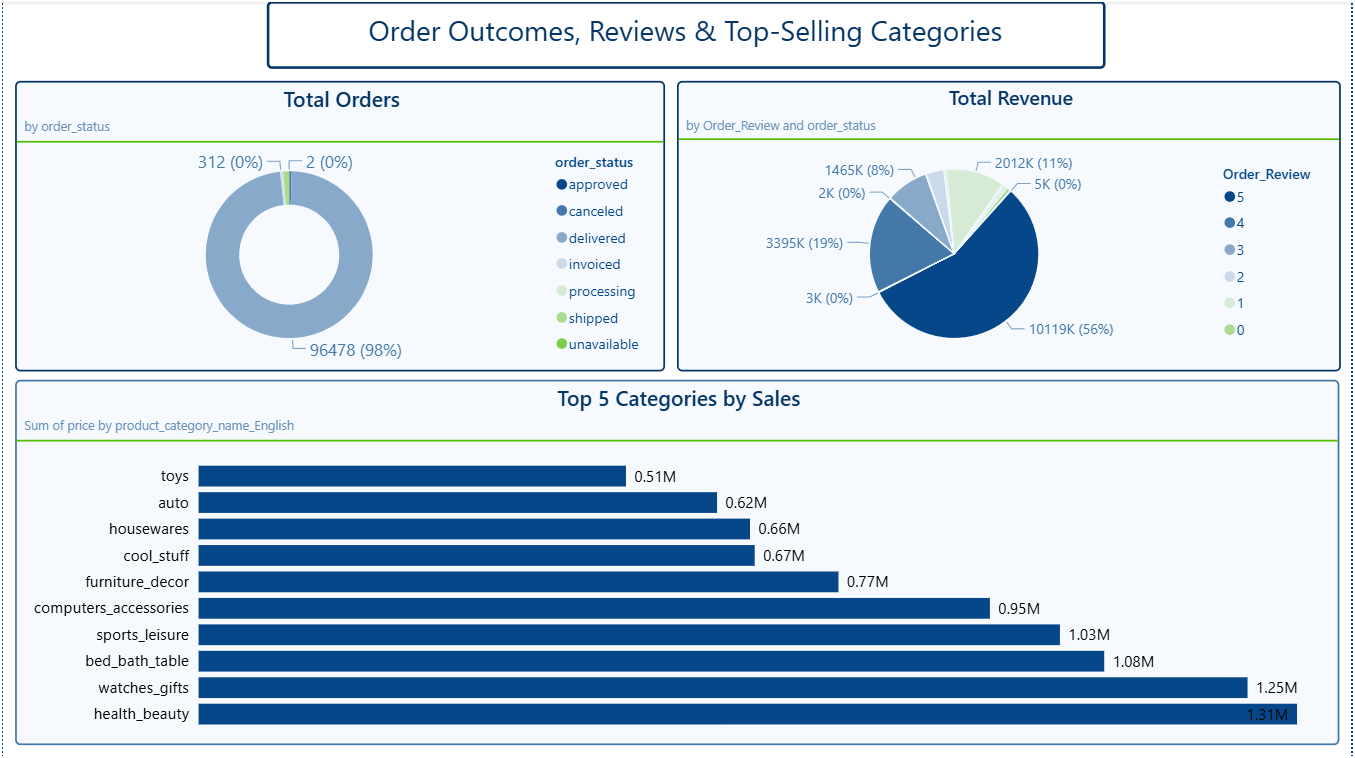 Order Outcomes, Reviews & Top-Selling Categories
Total Orders
by order_status
312 (0%)
2 (0%)
96478 (98%)
order_status
approved
canceled
delivered
invoiced
processing
shipped
unavailable
Total Revenue
by Order_Review and order_status
1465K (8%)
2K (0%)
3395K (19%)
3K (0%)
2012K (11%)
5K (0%)
10119K (56%)
Order_Review
5
4
3
2
1
0
Top 5 Categories by Sales
Sum of price by product_category_name_English
toys 0.51M
auto 0.62M
housewares 0.66M
cool_stuff 0.67M
furniture_decor 0.77M
computers_accessories 0.95M
sports_leisure 1.03M
bed_bath_table 1.08M
watches_gifts 1.25M
health_beauty 1.31M